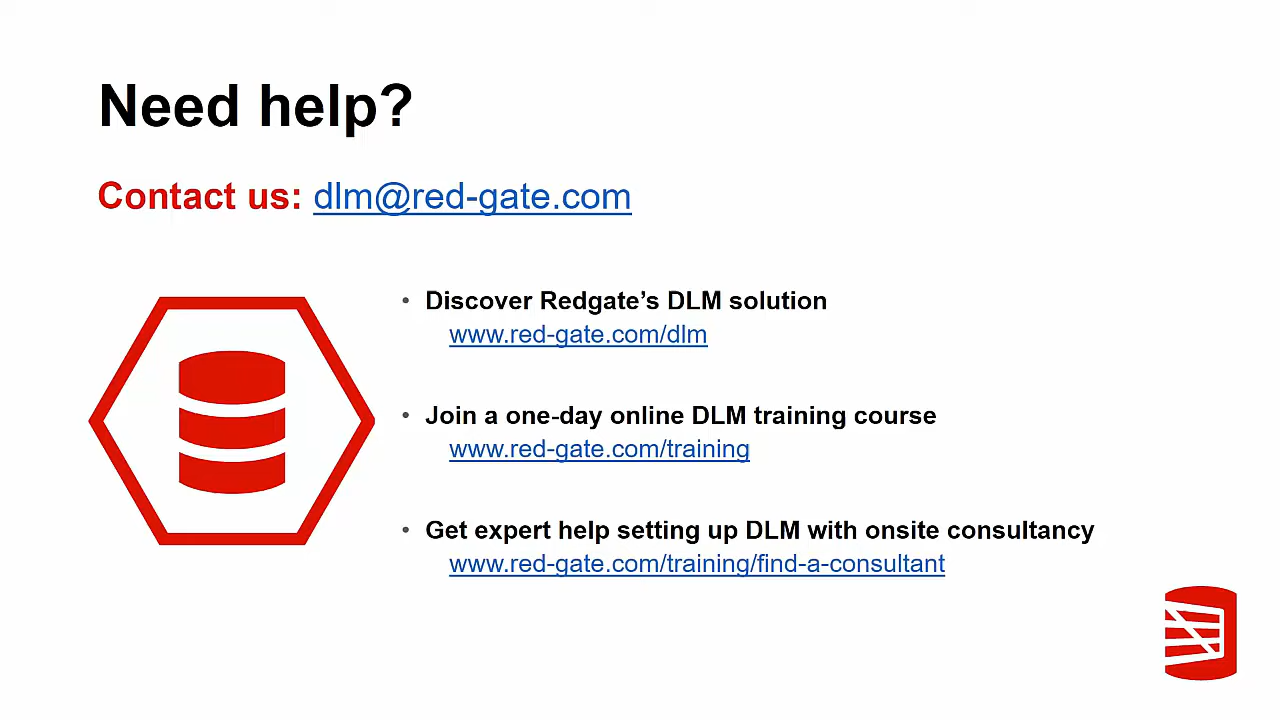 Need help?
Contact us: dlm@red-gate.com
• Discover Redgate’s DLM solution
www.red-gate.com/dlm
• Join a one-day online DLM training course
www.red-gate.com/training
• Get expert help setting up DLM with onsite consultancy
www.red-gate.com/training/find-a-consultant